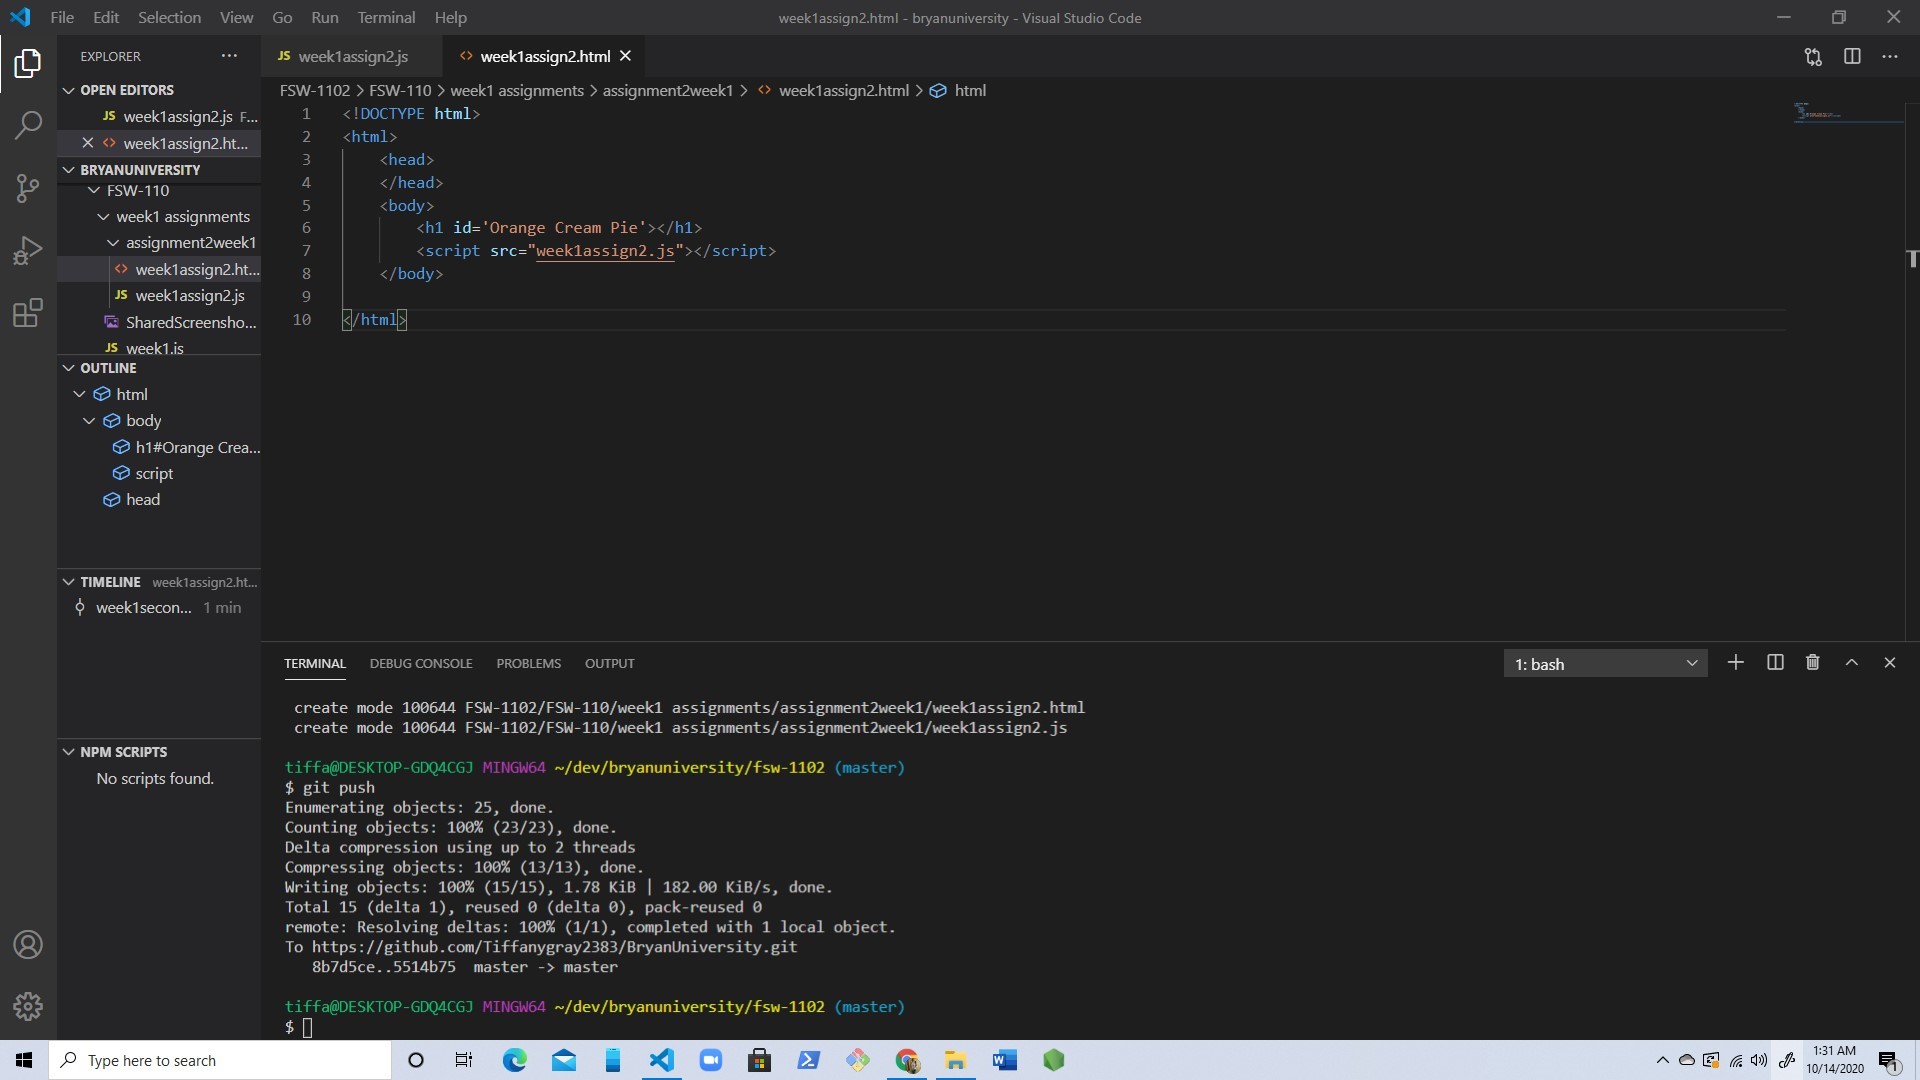 File Edit Selection View Go Run Terminal Help
week1assign2.html - bryanuniversity - Visual Studio Code
EXPLORER
OPEN EDITORS
JS week1assign2.js F...
week1assign2.ht...
BRYANUNIVERSITY
FSW-110
week1 assignments
assignment2week1
week1assign2.ht...
JS week1assign2.js
SharedScreensho...
JS week1.js
OUTLINE
html
body
h1#Orange Crea...
script
head
TIMELINE week1assign2.ht...
week1secon... 1 min
NPM SCRIPTS
No scripts found.
JS week1assign2.js
week1assign2.html
FSW-1102 > FSW-110 > week1 assignments > assignment2week1 > week1assign2.html > html
1 <!DOCTYPE html>
2 <html>
3 <head>
4 </head>
5 <body>
6 <h1 id='Orange Cream Pie'></h1>
7 <script src="week1assign2.js"></script>
8 </body>
9
10 </html>
TERMINAL DEBUG CONSOLE PROBLEMS OUTPUT
1: bash
create mode 100644 FSW-1102/FSW-110/week1 assignments/assignment2week1/week1assign2.html
create mode 100644 FSW-1102/FSW-110/week1 assignments/assignment2week1/week1assign2.js
tiffa@DESKTOP-GDQ4CGJ MINGW64 ~/dev/bryanuniversity/fsw-1102 (master)
$ git push
Enumerating objects: 25, done.
Counting objects: 100% (23/23), done.
Delta compression using up to 2 threads
Compressing objects: 100% (13/13), done.
Writing objects: 100% (15/15), 1.78 KiB | 182.00 KiB/s, done.
Total 15 (delta 1), reused 0 (delta 0), pack-reused 0
remote: Resolving deltas: 100% (1/1), completed with 1 local object.
To https://github.com/Tiffanygray2383/BryanUniversity.git
8b7d5ce..5514b75 master -> master
tiffa@DESKTOP-GDQ4CGJ MINGW64 ~/dev/bryanuniversity/fsw-1102 (master)
$
Type here to search
1:31 AM
10/14/2020
1